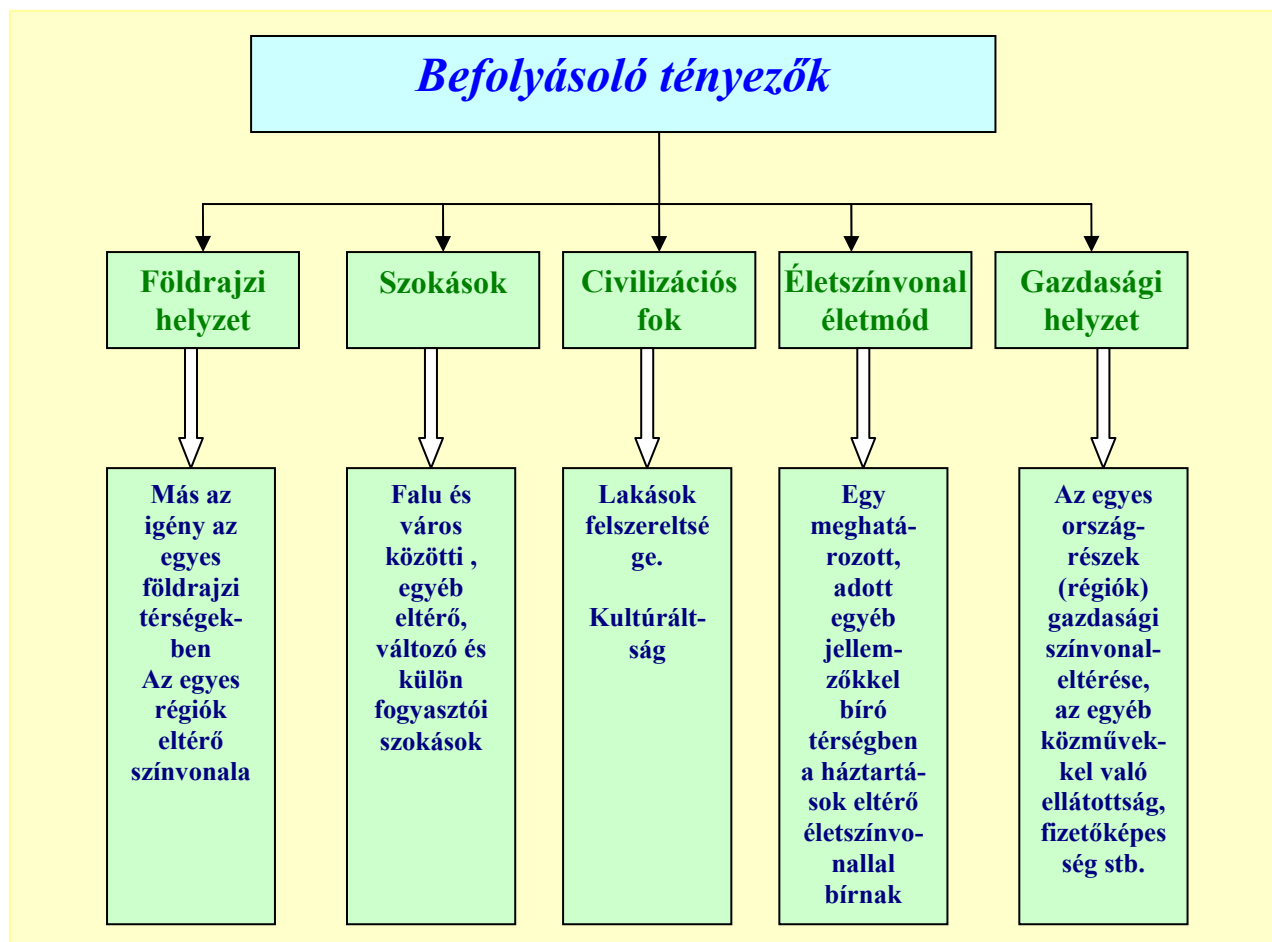 Befolyásoló tényezők
Földrajzi
helyzet
Szokások
Civilizációs
fok
Életszínvonal
életmód
Gazdasági
helyzet
Más az
igény az
egyes
földrajzi
térségek-
ben
Az egyes
régiók
eltérő
színvonala
Falu és
város
közötti ,
egyéb
eltérő,
változó és
külön
fogyasztói
szokások
Lakások
felszereltsé
ge.
Kultúrált-
ság
Egy
meghatá-
rozott,
adott
egyéb
jellem-
zőkkel
bíró
térségben
a háztartá-
sok eltérő
életszínvo-
nallal
bírnak
Az egyes
ország-
részek
(régiók)
gazdasági
színvonal-
eltérése,
az egyéb
közművek-
kel való
ellátottság,
fizetőképes
ség stb.